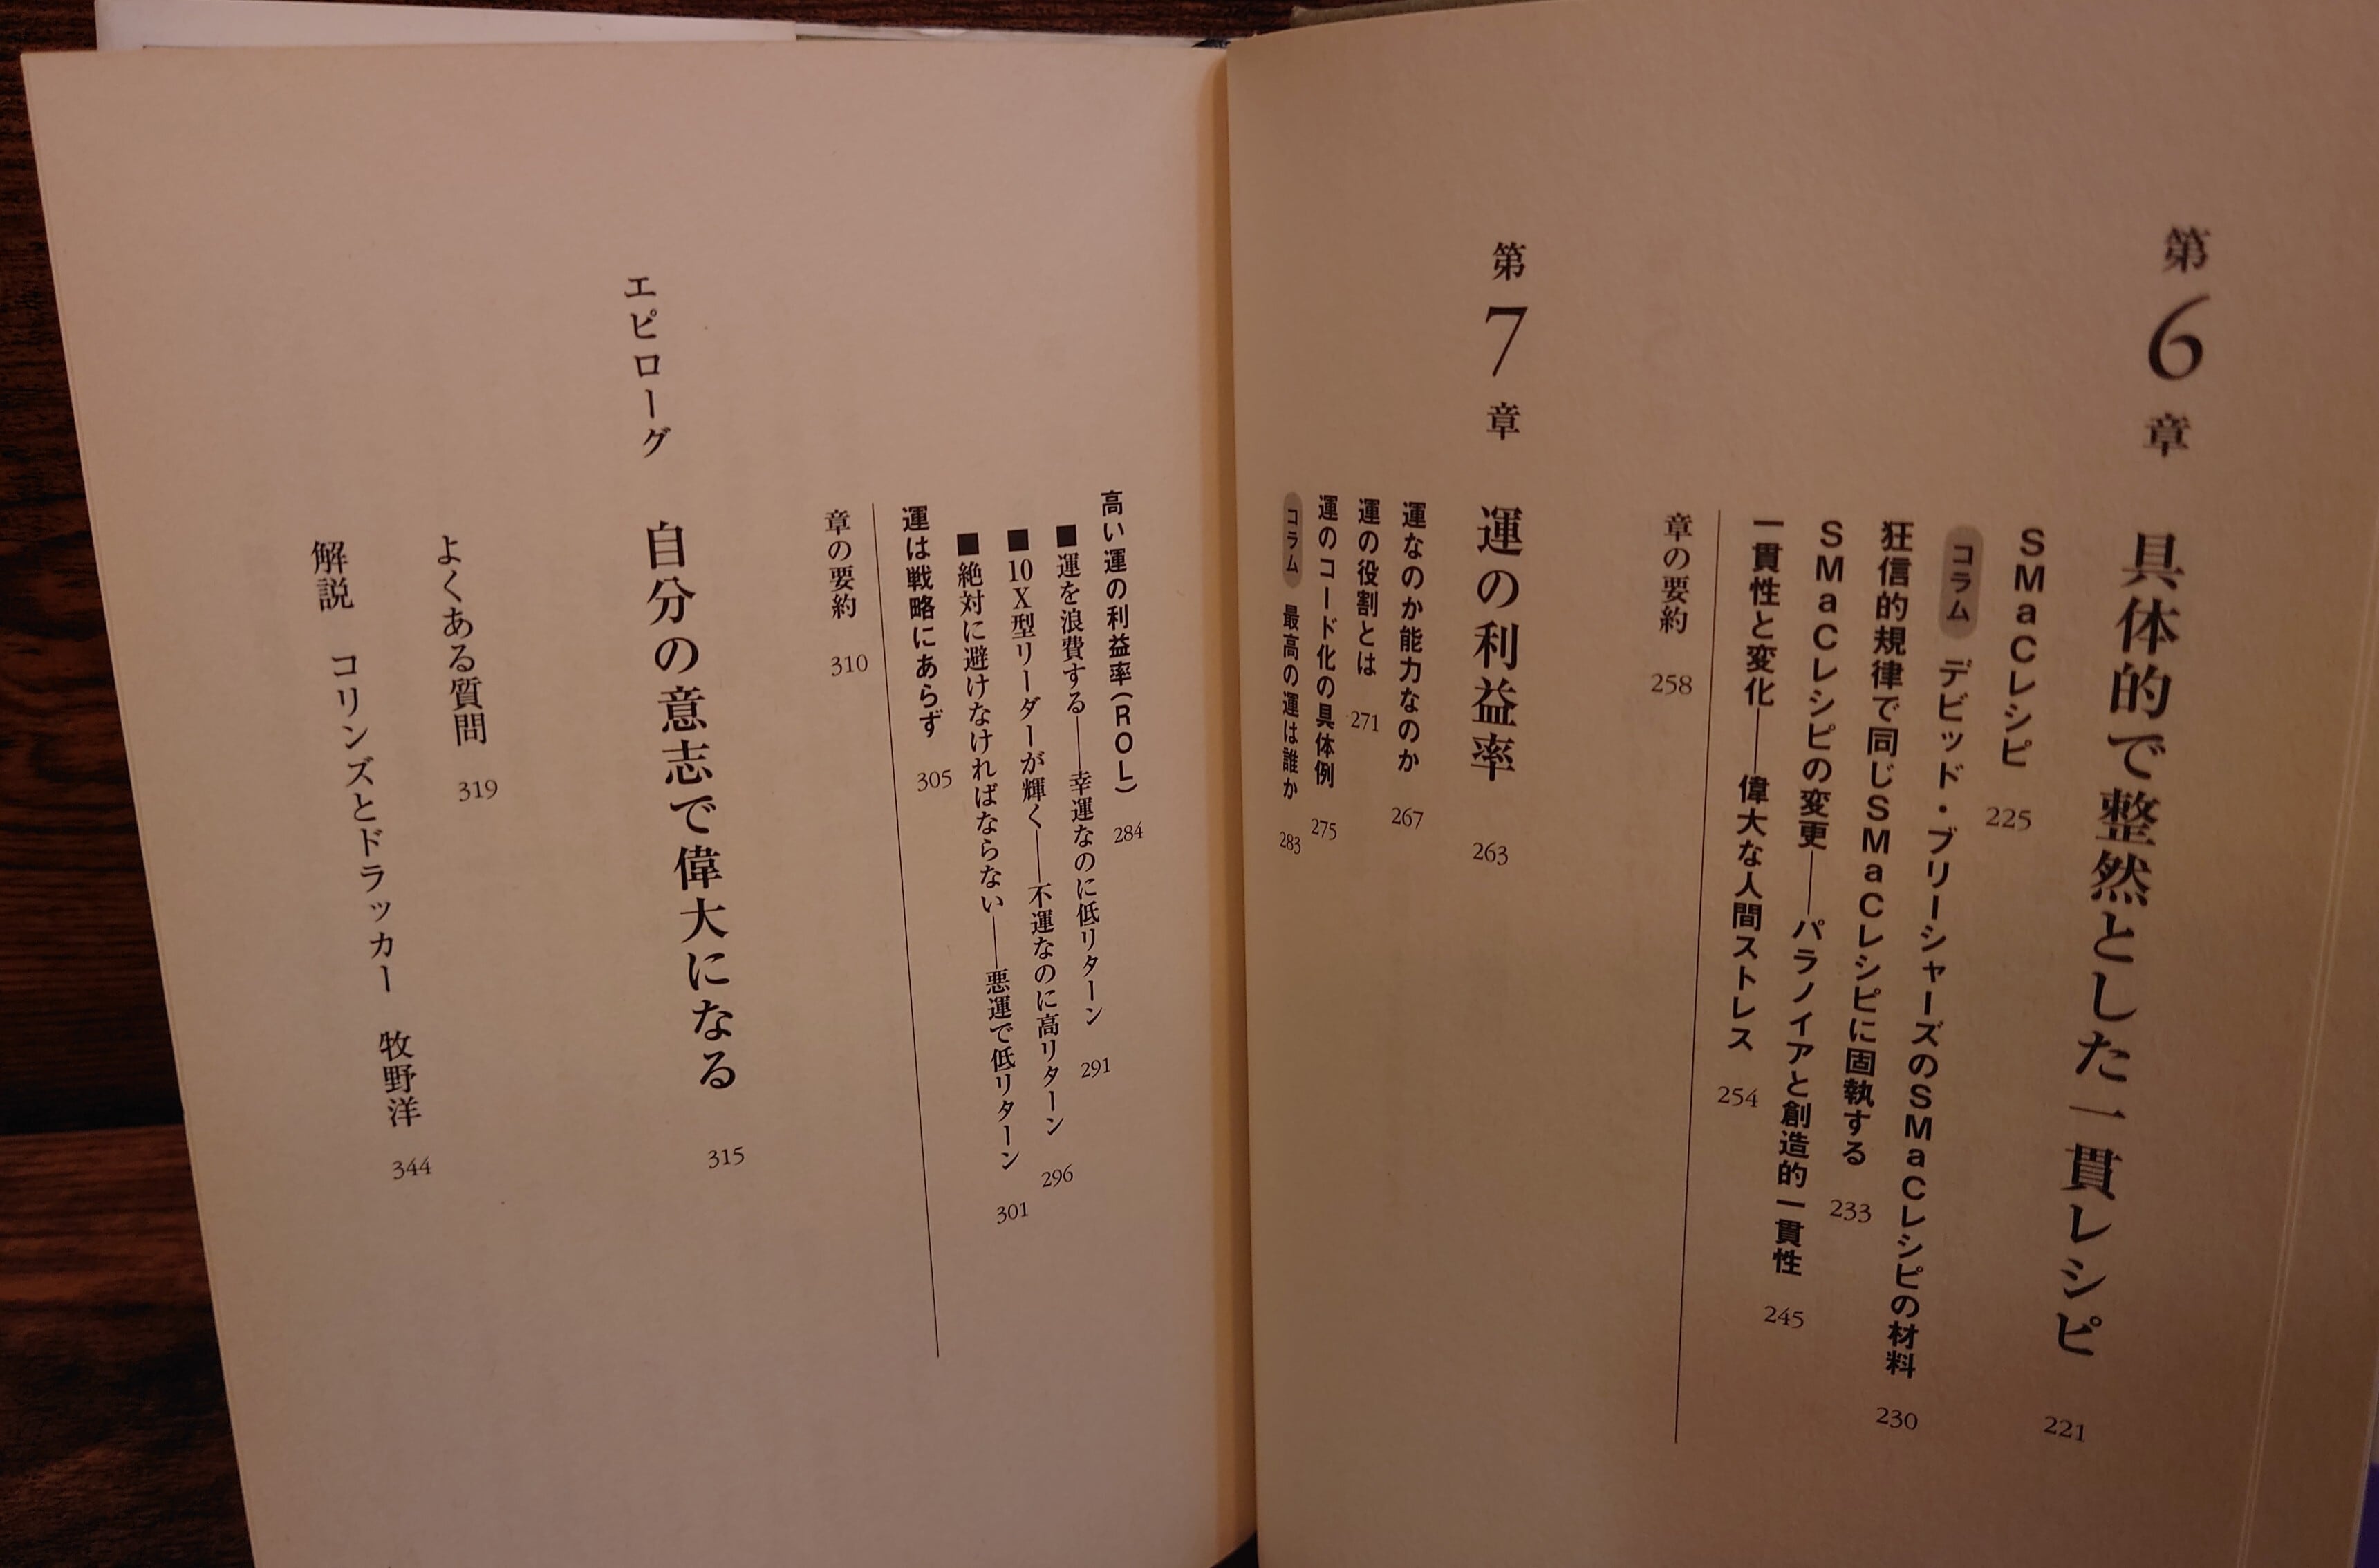 第6章 具体的で整然とした一貫レシピ 221
SMaCレシピ 225
コラム デビッド・ブリーシャーズのSMaCレシピの材料 230
狂信的規律で同じSMaCレシピに固執する 233
SMaCレシピの変更――パラノイアと創造的一貫性 245
一貫性と変化――偉大な人間ストレス 254
章の要約 258
第7章 運の利益率 263
運なのか能力なのか 267
運の役割とは 271
運のコード化の具体例 275
コラム 最高の運は誰か 283
高い運の利益率(ROL) 284
■運を浪費する――幸運なのに低リターン 291
■10X型リーダーが輝く――不運なのに高リターン 296
■絶対に避けなければならない――悪運で低リターン 301
運は戦略にあらず 305
章の要約 310
エピローグ 自分の意志で偉大になる 315
よくある質問 319
解説 コリンズとドラッカー 牧野洋 344